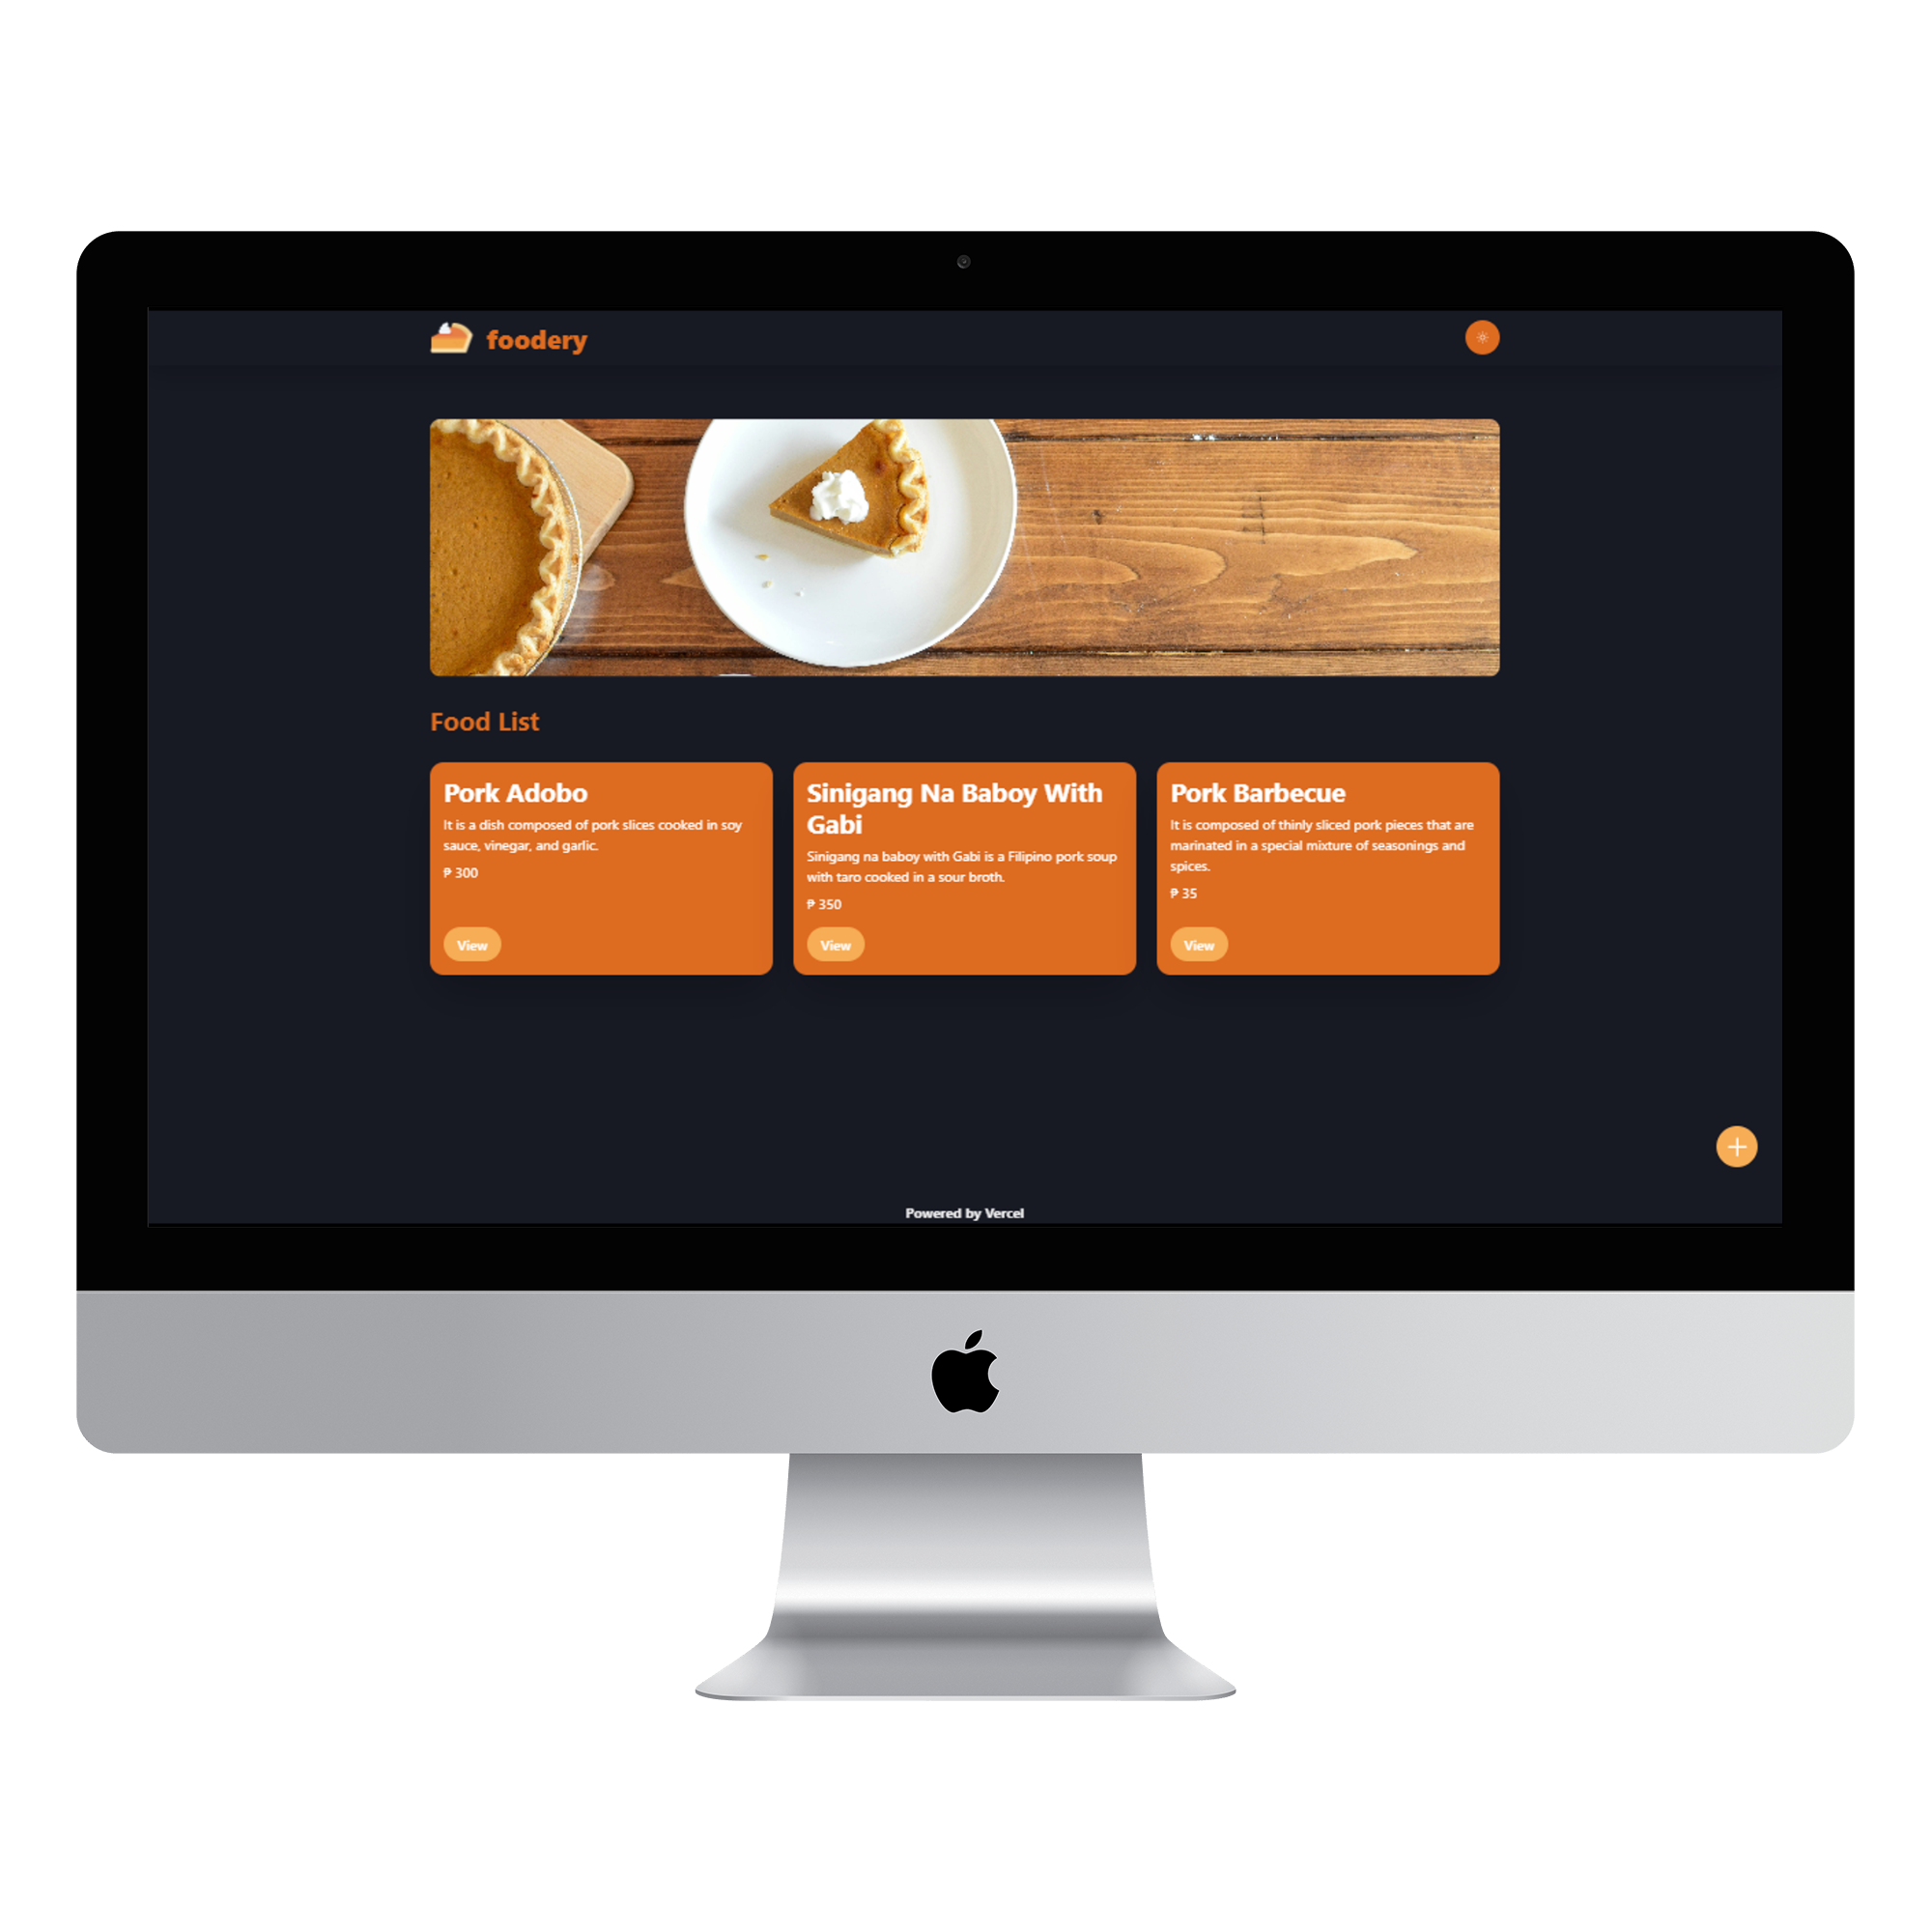 foodery
Food List
Pork Adobo
It is a dish composed of pork slices cooked in soy
sauce, vinegar, and garlic.
₱ 300
View
Sinigang Na Baboy With
Gabi
Sinigang na baboy with Gabi is a Filipino pork soup
with taro cooked in a sour broth.
₱ 350
View
Pork Barbecue
It is composed of thinly sliced pork pieces that are
marinated in a special mixture of seasonings and
spices.
₱ 35
View
Powered by Vercel